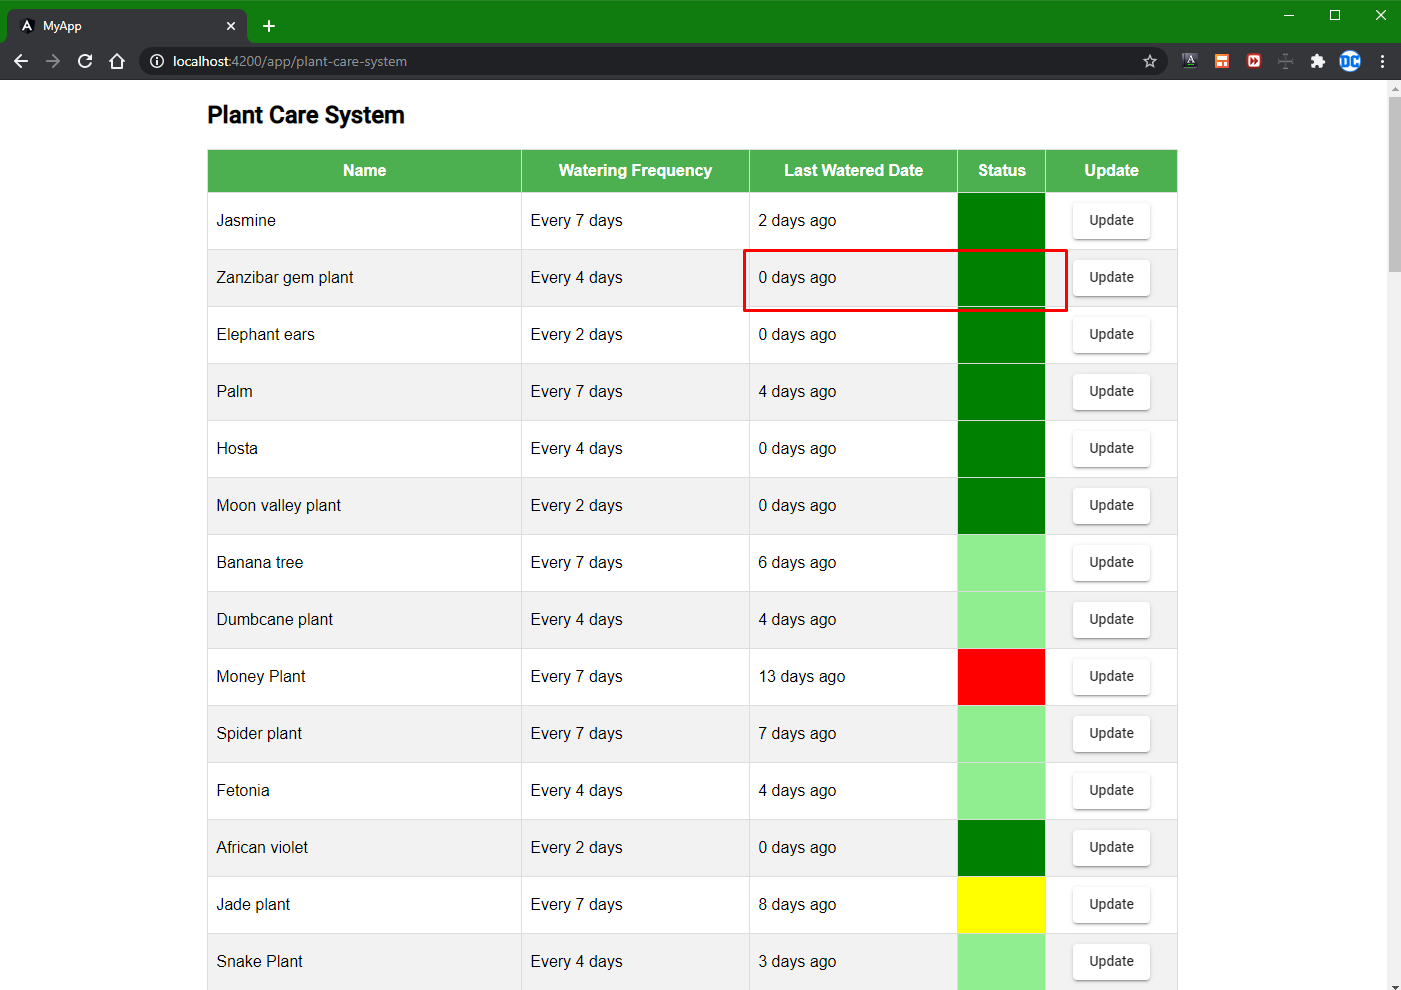 MyApp
localhost:4200/app/plant-care-system
DC
Plant Care System
Name Watering Frequency Last Watered Date Status Update
Jasmine Every 7 days 2 days ago Update
Zanzibar gem plant Every 4 days 0 days ago Update
Elephant ears Every 2 days 0 days ago Update
Palm Every 7 days 4 days ago Update
Hosta Every 4 days 0 days ago Update
Moon valley plant Every 2 days 0 days ago Update
Banana tree Every 7 days 6 days ago Update
Dumbcane plant Every 4 days 4 days ago Update
Money Plant Every 7 days 13 days ago Update
Spider plant Every 7 days 7 days ago Update
Fetonia Every 4 days 4 days ago Update
African violet Every 2 days 0 days ago Update
Jade plant Every 7 days 8 days ago Update
Snake Plant Every 4 days 3 days ago Update